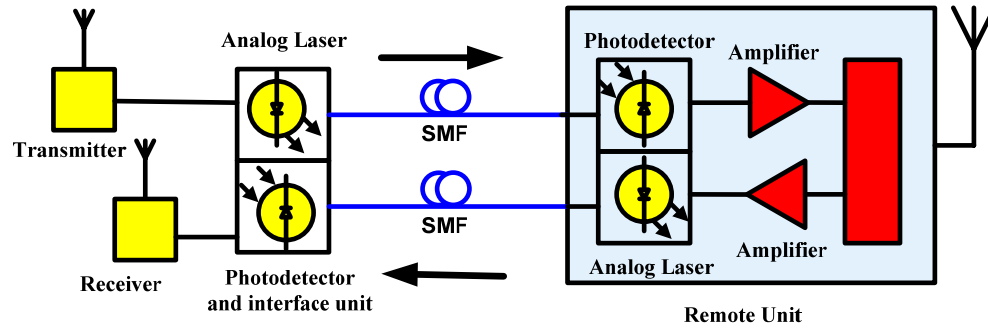 Analog Laser
Photodetector
Amplifier
Transmitter
SMF
SMF
Amplifier
Receiver
Photodetector
and interface unit
Analog Laser
Remote Unit